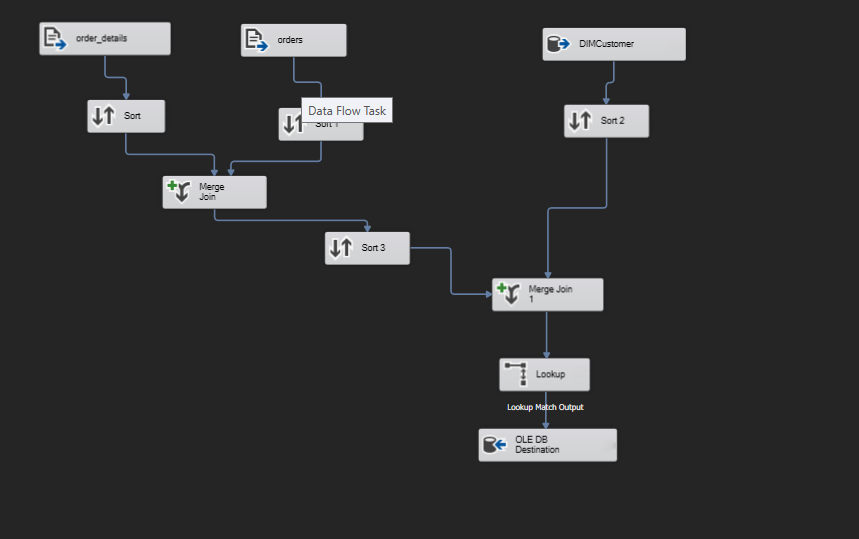 order_details
orders
DIMCustomer
Data Flow Task
Sort
Sort 1
Sort 2
Merge
Join
Sort 3
Merge Join
1
Lookup
Lookup Match Output
OLE DB
Destination